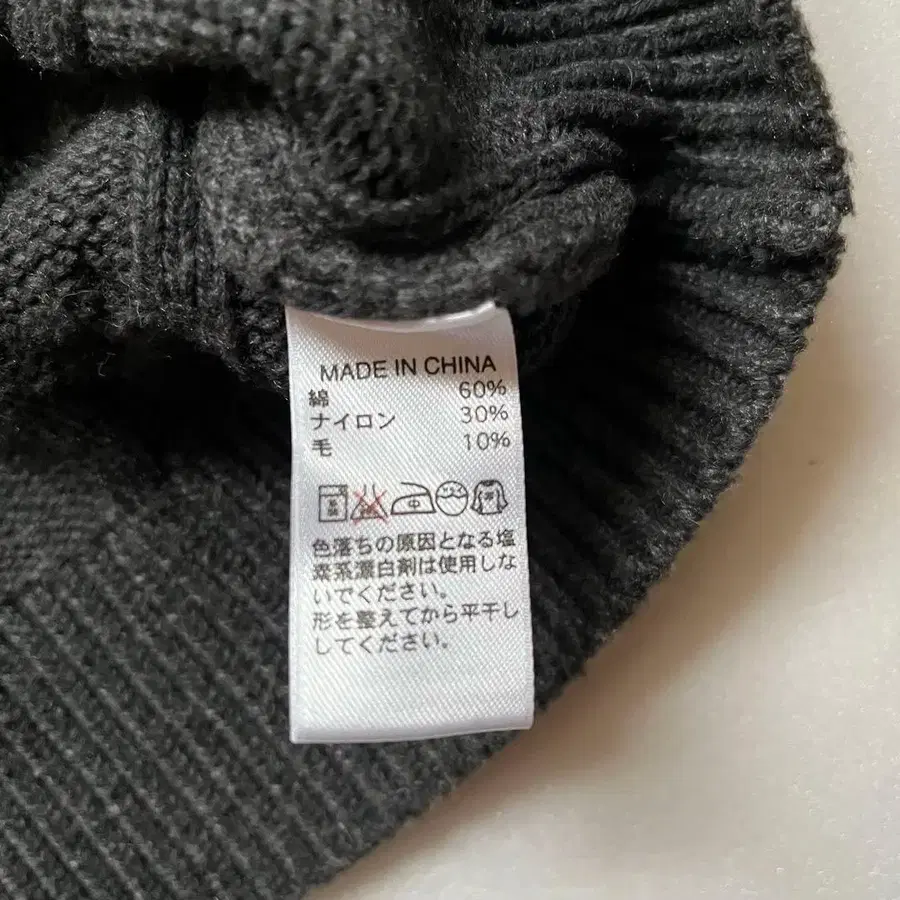 MADE IN CHINA
綿 60%
ナイロン 30%
毛 10%
中
色落ちの原因となる塩
素系漂白剤は使用しな
いでください。
形を整えてから平干し
してください。